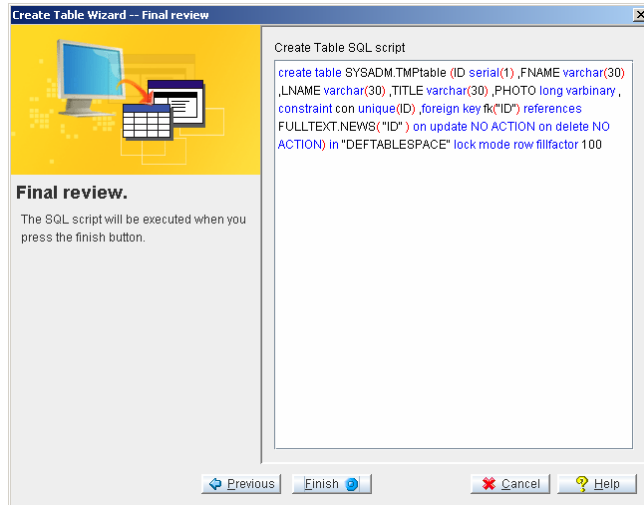 Create Table Wizard -- Final review
Create Table SQL script
create table SYSADM.TMPtable (ID serial(1) ,FNAME varchar(30)
,LNAME varchar(30) ,TITLE varchar(30) ,PHOTO long varbinary ,
constraint con unique(ID) ,foreign key fk("ID") references
FULLTEXT.NEWS( "ID" ) on update NO ACTION on delete NO
ACTION) in "DEFTABLESPACE" lock mode row fillfactor 100
Final review.
The SQL script will be executed when you
press the finish button.
Previous
Finish
Cancel
Help